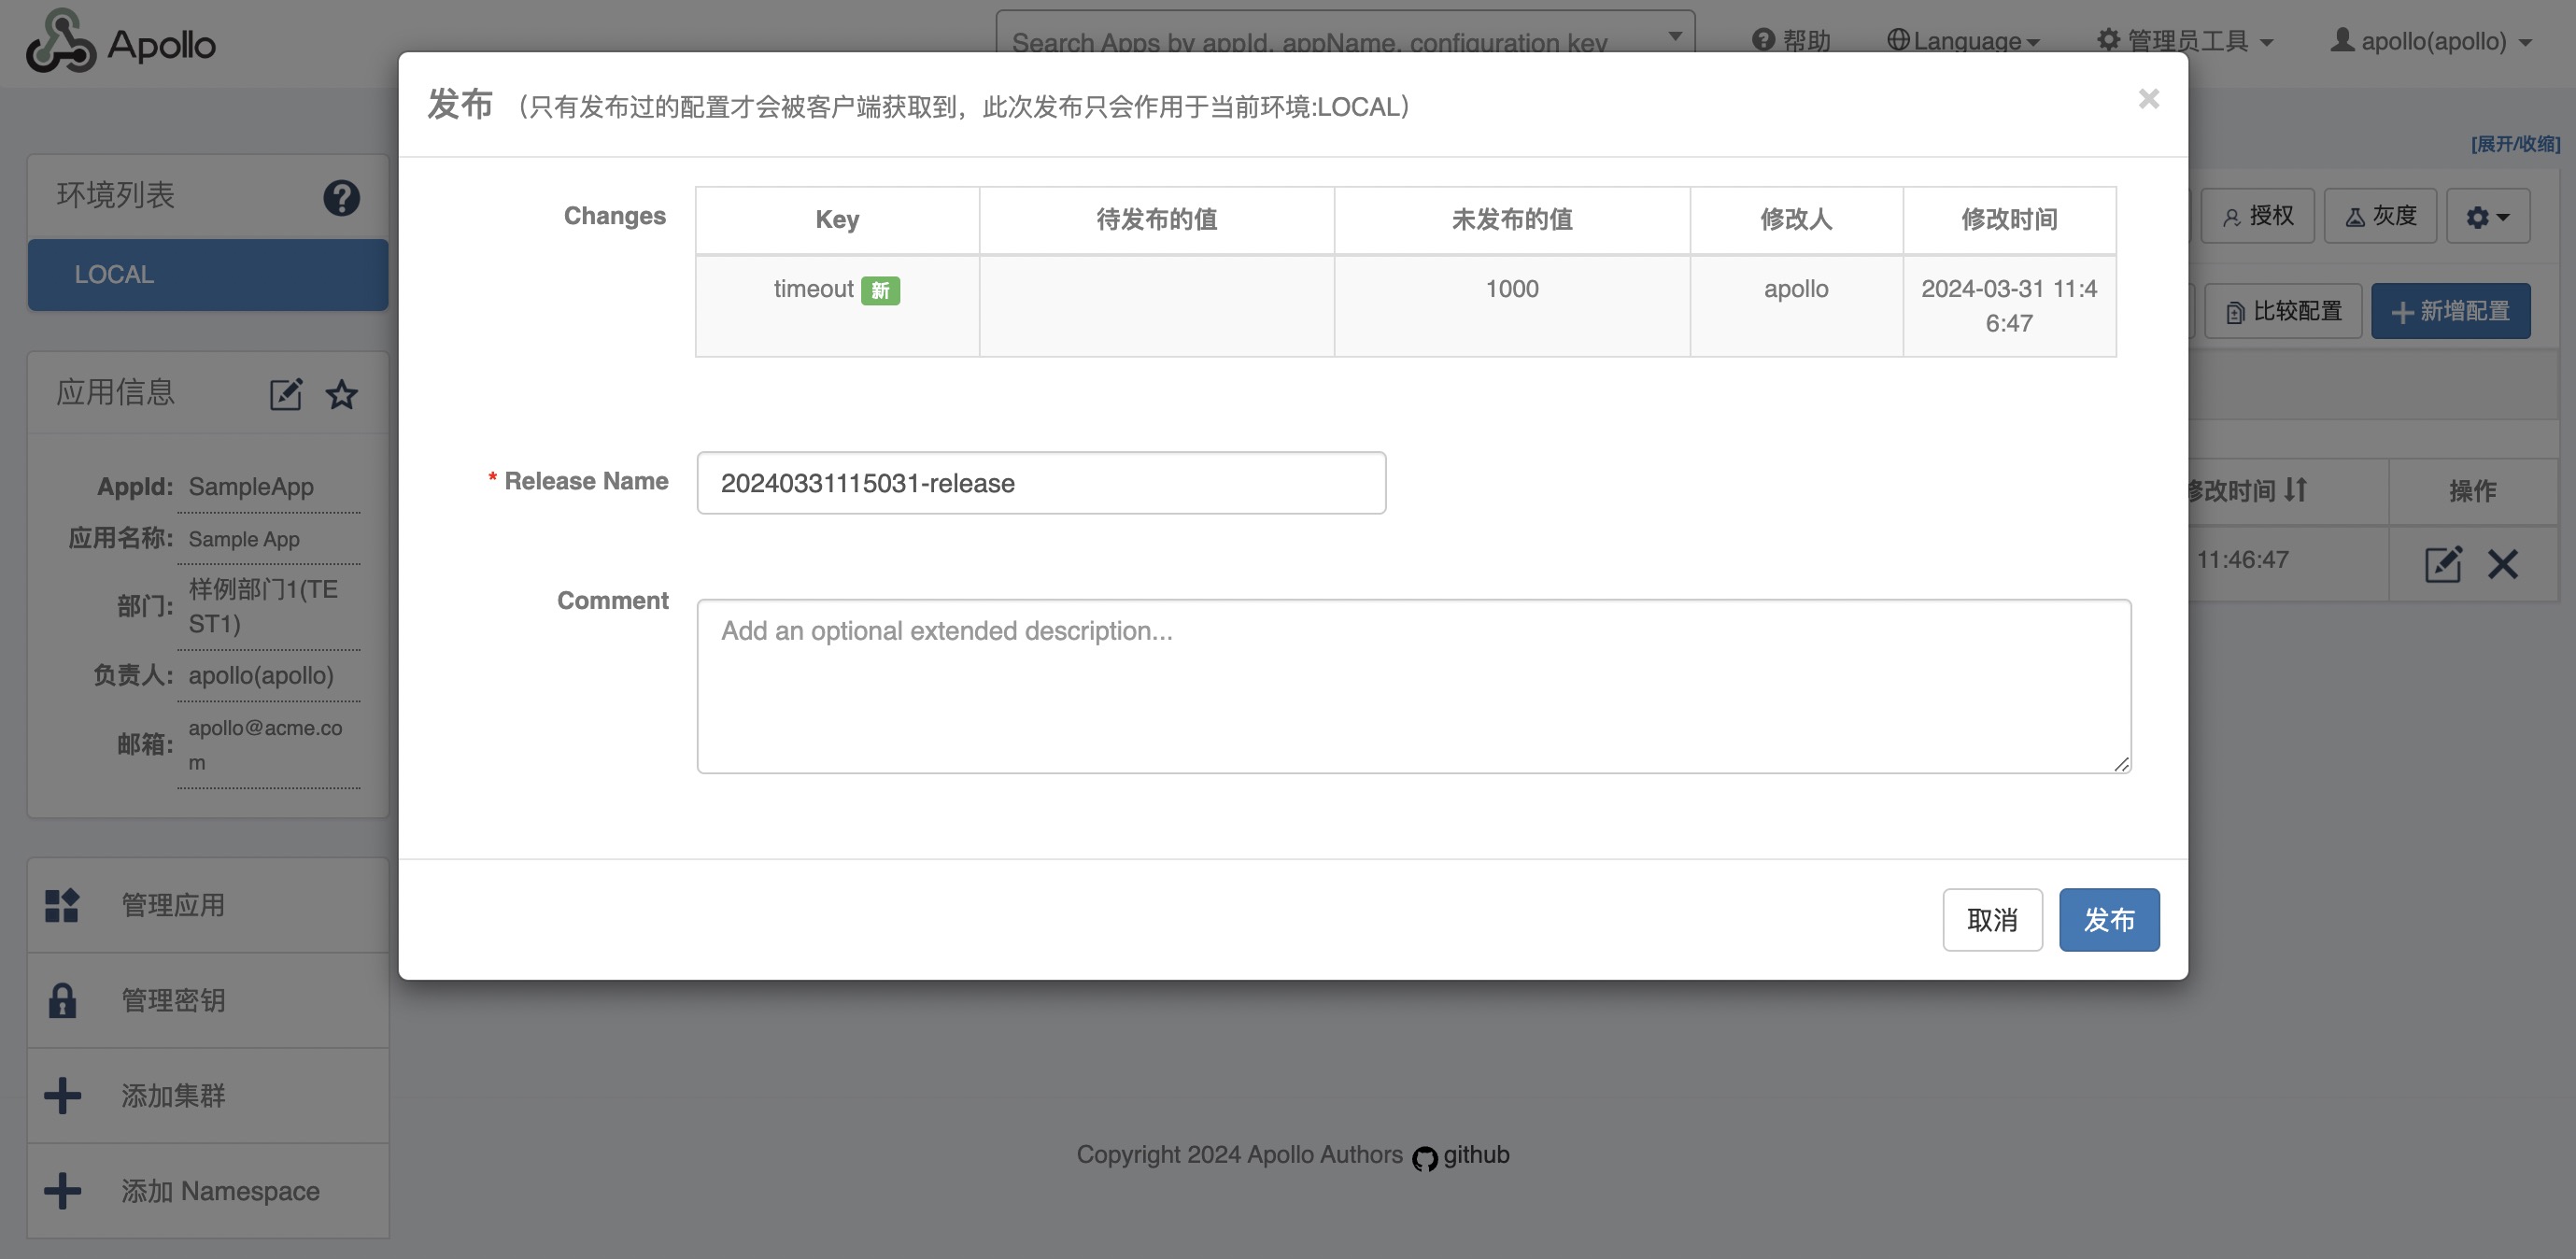 Apollo
Search Apps by appId, appName, configuration key
帮助
Language
管理员工具
apollo(apollo)
发布 （只有发布过的配置才会被客户端获取到，此次发布只会作用于当前环境:LOCAL）
×
[展开/收缩]
环境列表
LOCAL
授权
灰度
比较配置
新增配置
Changes
Key 待发布的值 未发布的值 修改人 修改时间
timeout 新 1000 apollo 2024-03-31 11:4
6:47
应用信息
AppId: SampleApp
应用名称: Sample App
部门: 样例部门1(TE
ST1)
负责人: apollo(apollo)
邮箱: apollo@acme.co
m
* Release Name
20240331115031-release
修改时间 操作
11:46:47
Comment
Add an optional extended description...
取消 发布
管理应用
管理密钥
添加集群
添加 Namespace
Copyright 2024 Apollo Authors github